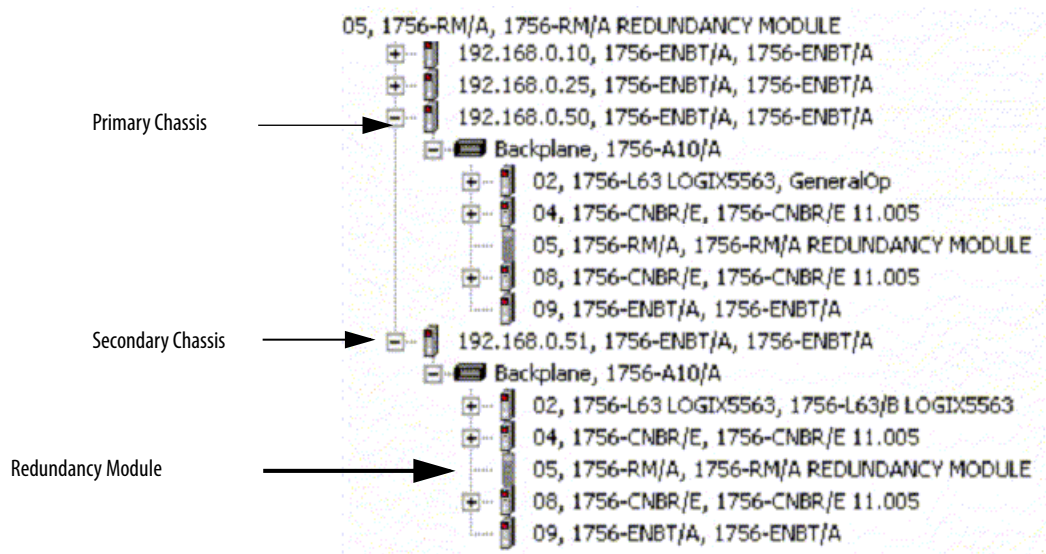 05, 1756-RM/A, 1756-RM/A REDUNDANCY MODULE
192.168.0.10, 1756-ENBT/A, 1756-ENBT/A
192.168.0.25, 1756-ENBT/A, 1756-ENBT/A
Primary Chassis
192.168.0.50, 1756-ENBT/A, 1756-ENBT/A
Backplane, 1756-A10/A
02, 1756-L63 LOGIX5563, GeneralOp
04, 1756-CNBR/E, 1756-CNBR/E 11.005
05, 1756-RM/A, 1756-RM/A REDUNDANCY MODULE
08, 1756-CNBR/E, 1756-CNBR/E 11.005
09, 1756-ENBT/A, 1756-ENBT/A
Secondary Chassis
192.168.0.51, 1756-ENBT/A, 1756-ENBT/A
Backplane, 1756-A10/A
02, 1756-L63 LOGIX5563, 1756-L63/B LOGIX5563
04, 1756-CNBR/E, 1756-CNBR/E 11.005
Redundancy Module
05, 1756-RM/A, 1756-RM/A REDUNDANCY MODULE
08, 1756-CNBR/E, 1756-CNBR/E 11.005
09, 1756-ENBT/A, 1756-ENBT/A